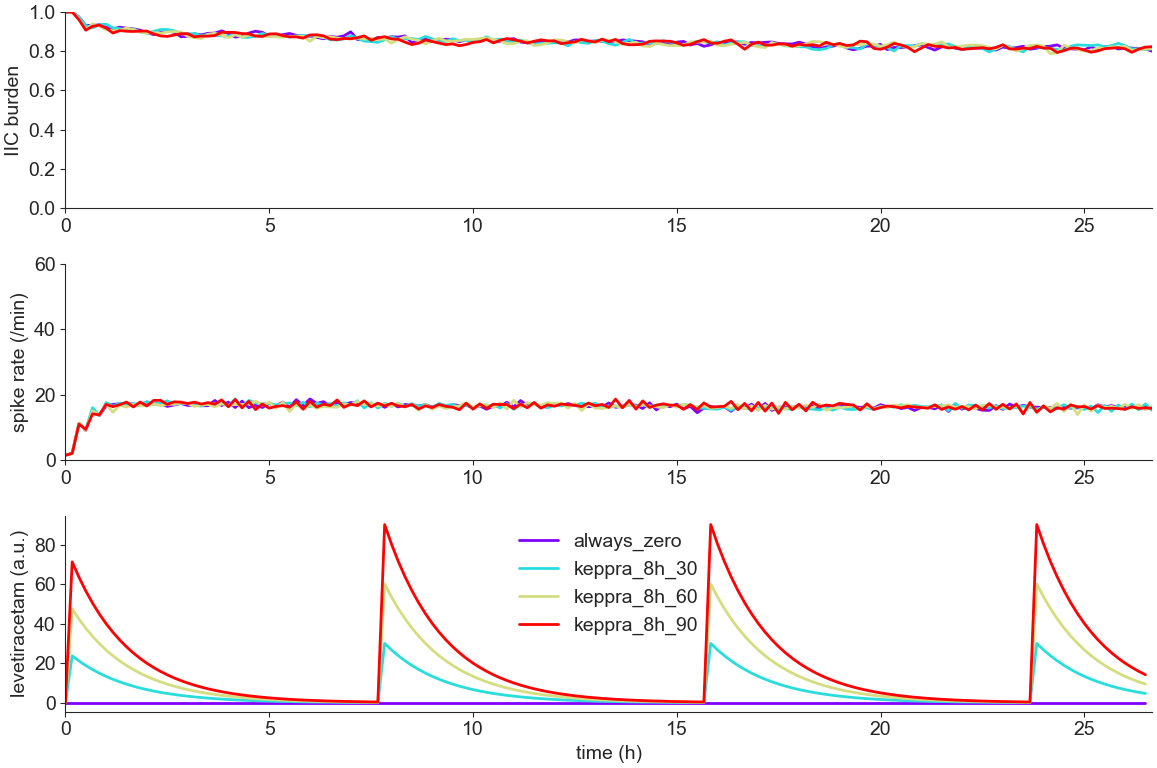 1.0
0.8
0.6
0.4
0.2
0.0
IIC burden
0 5 10 15 20 25
60
40
20
0
spike rate (/min)
0 5 10 15 20 25
80
60
40
20
0
levetiracetam (a.u.)
always_zero
keppra_8h_30
keppra_8h_60
keppra_8h_90
0 5 10 15 20 25
time (h)